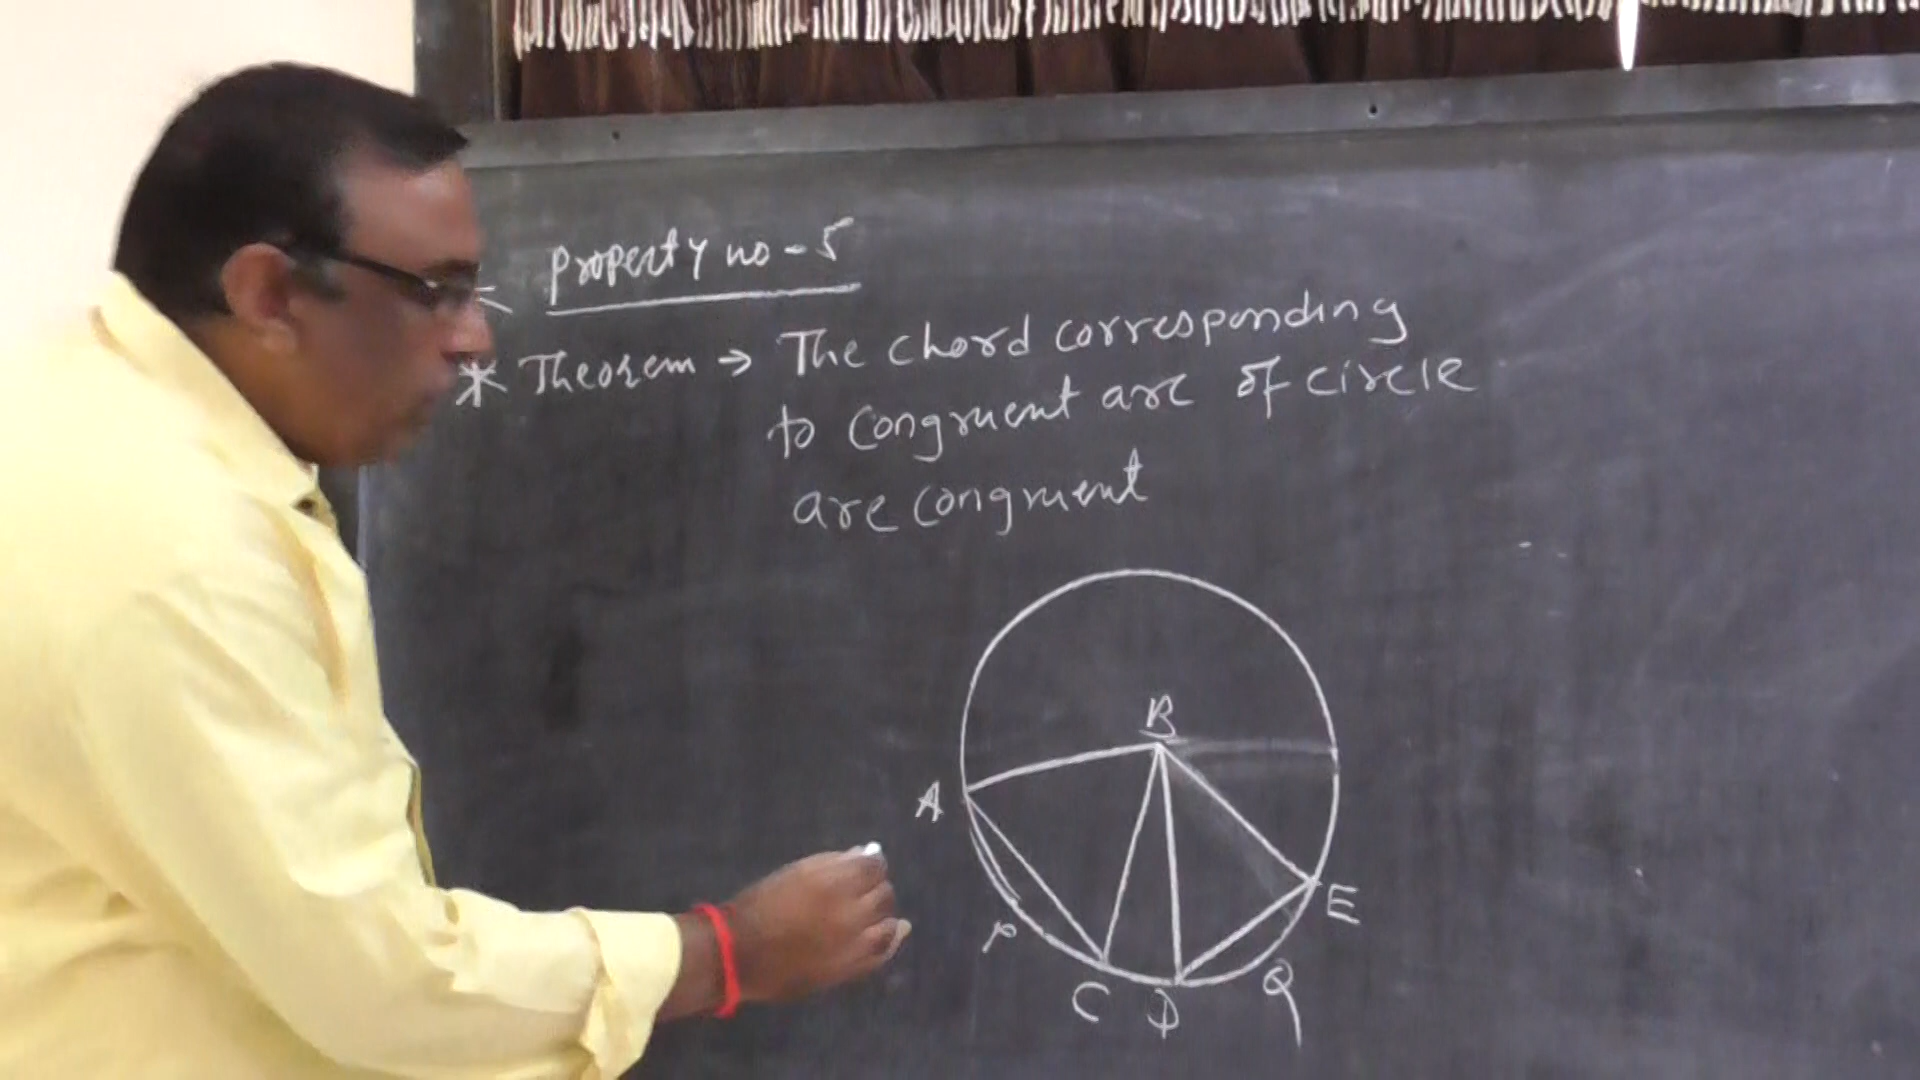 property no - 5
* Theorem → The chord corresponding
to congruent arc of circle
are congruent
B
A
E
P
C D Q